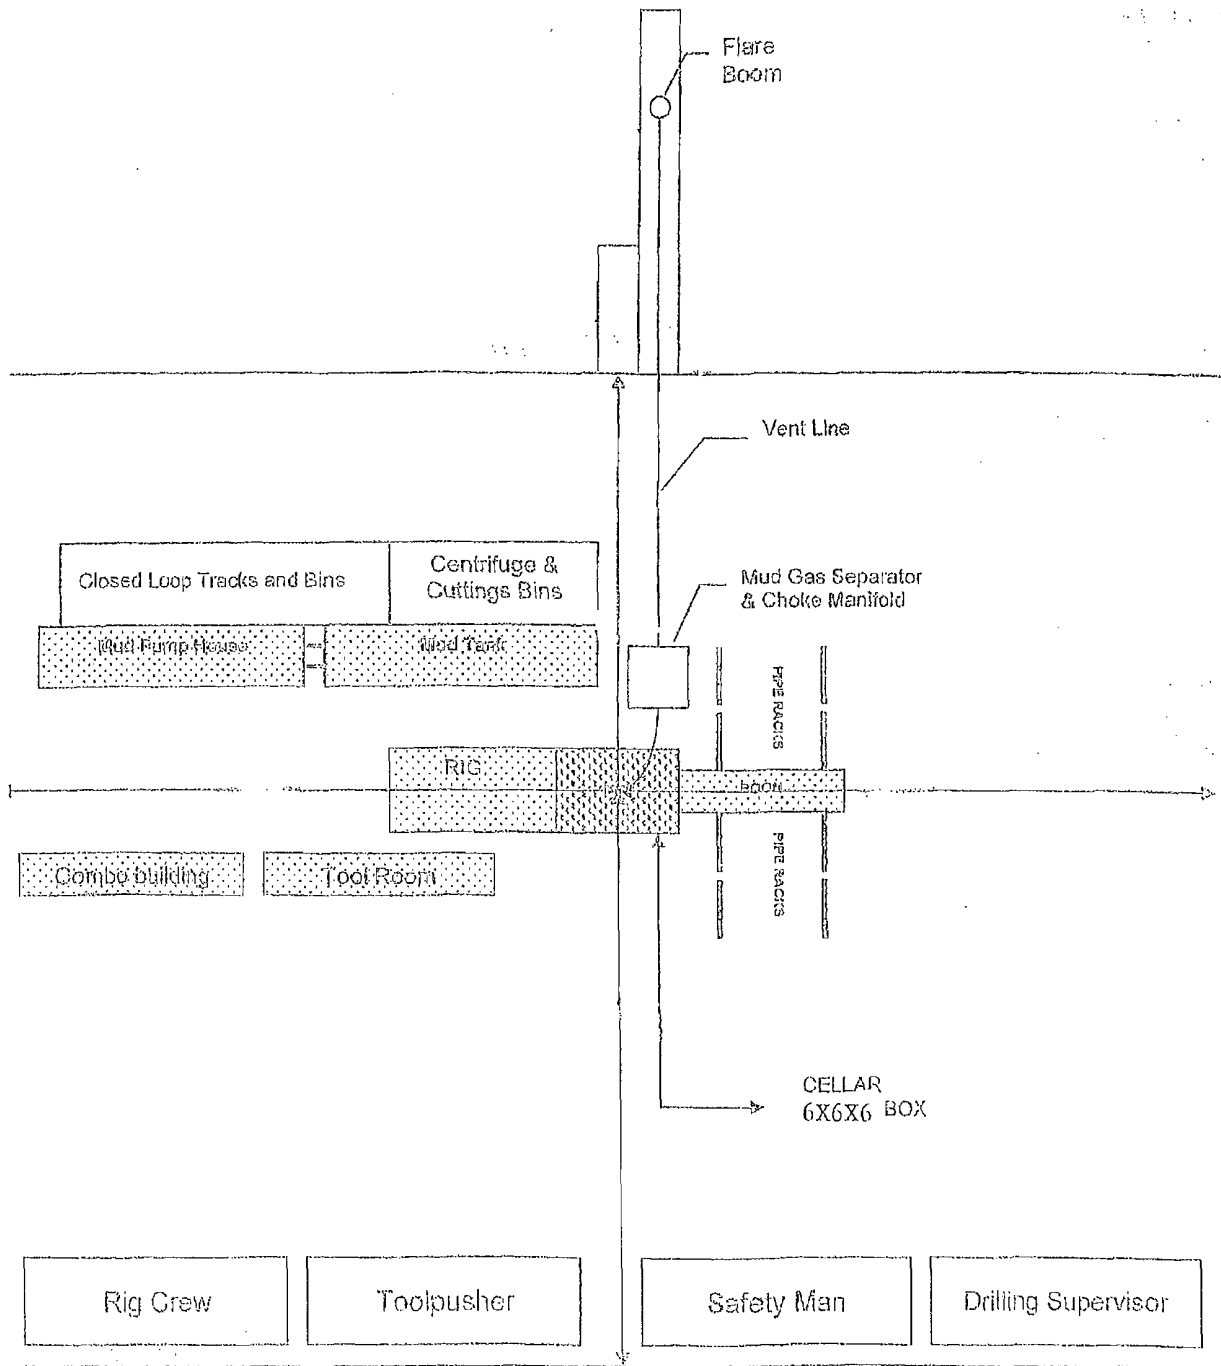 Flare
Boom
Vent Line
Closed Loop Tracks and Bins
Centrifuge &
Cuttings Bins
Mud Gas Separator
& Choke Manifold
Mud Pump House
Mud Tank
PIPE RACKS
RIG
Combo building
Tool Room
PIPE RACKS
CELLAR
6X6X6 BOX
Rig Crew
Toolpusher
Safety Man
Drilling Supervisor